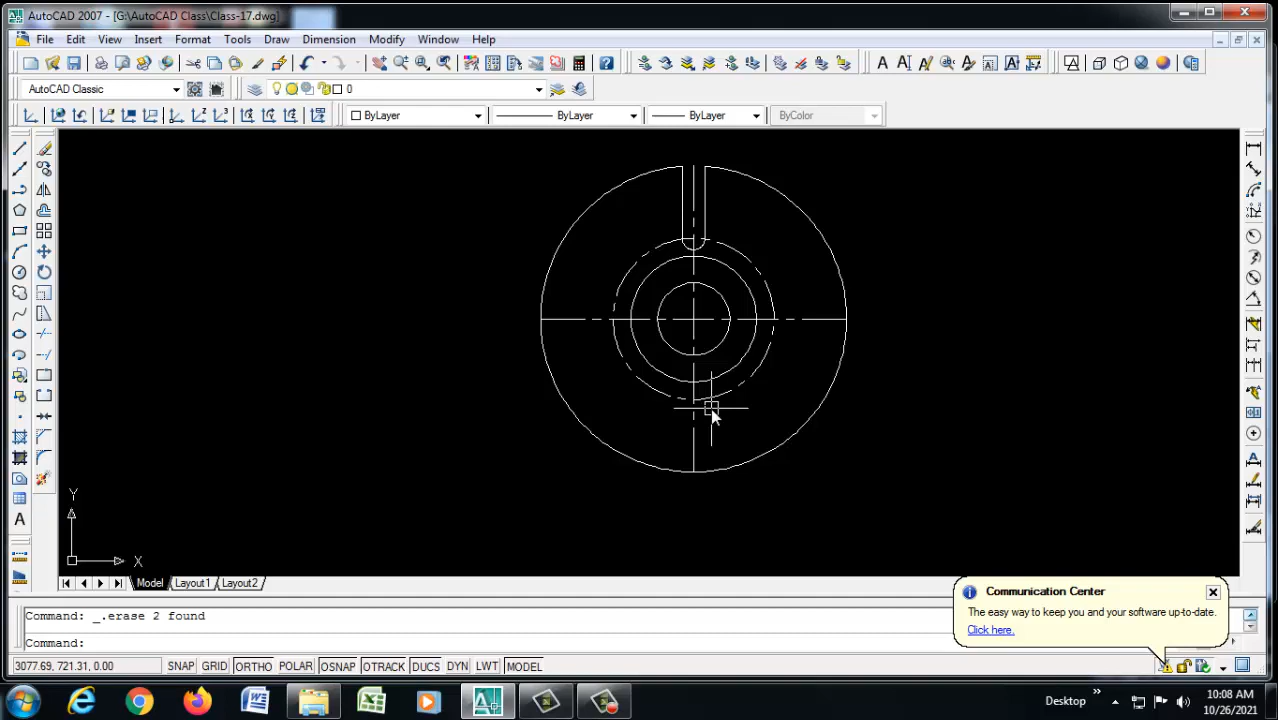 AutoCAD 2007 - [G:\AutoCAD Class\Class-17.dwg]
File Edit View Insert Format Tools Draw Dimension Modify Window Help
AutoCAD Classic
0
ByLayer
ByLayer
ByLayer
ByColor
Y
X
Model
Layout1
Layout2
Command: _.erase 2 found
Command:
Communication Center
The easy way to keep you and your software up-to-date.
Click here.
3077.69, 721.31, 0.00
SNAP GRID ORTHO POLAR OSNAP OTRACK DUCS DYN LWT MODEL
Desktop
10:08 AM
10/26/2021